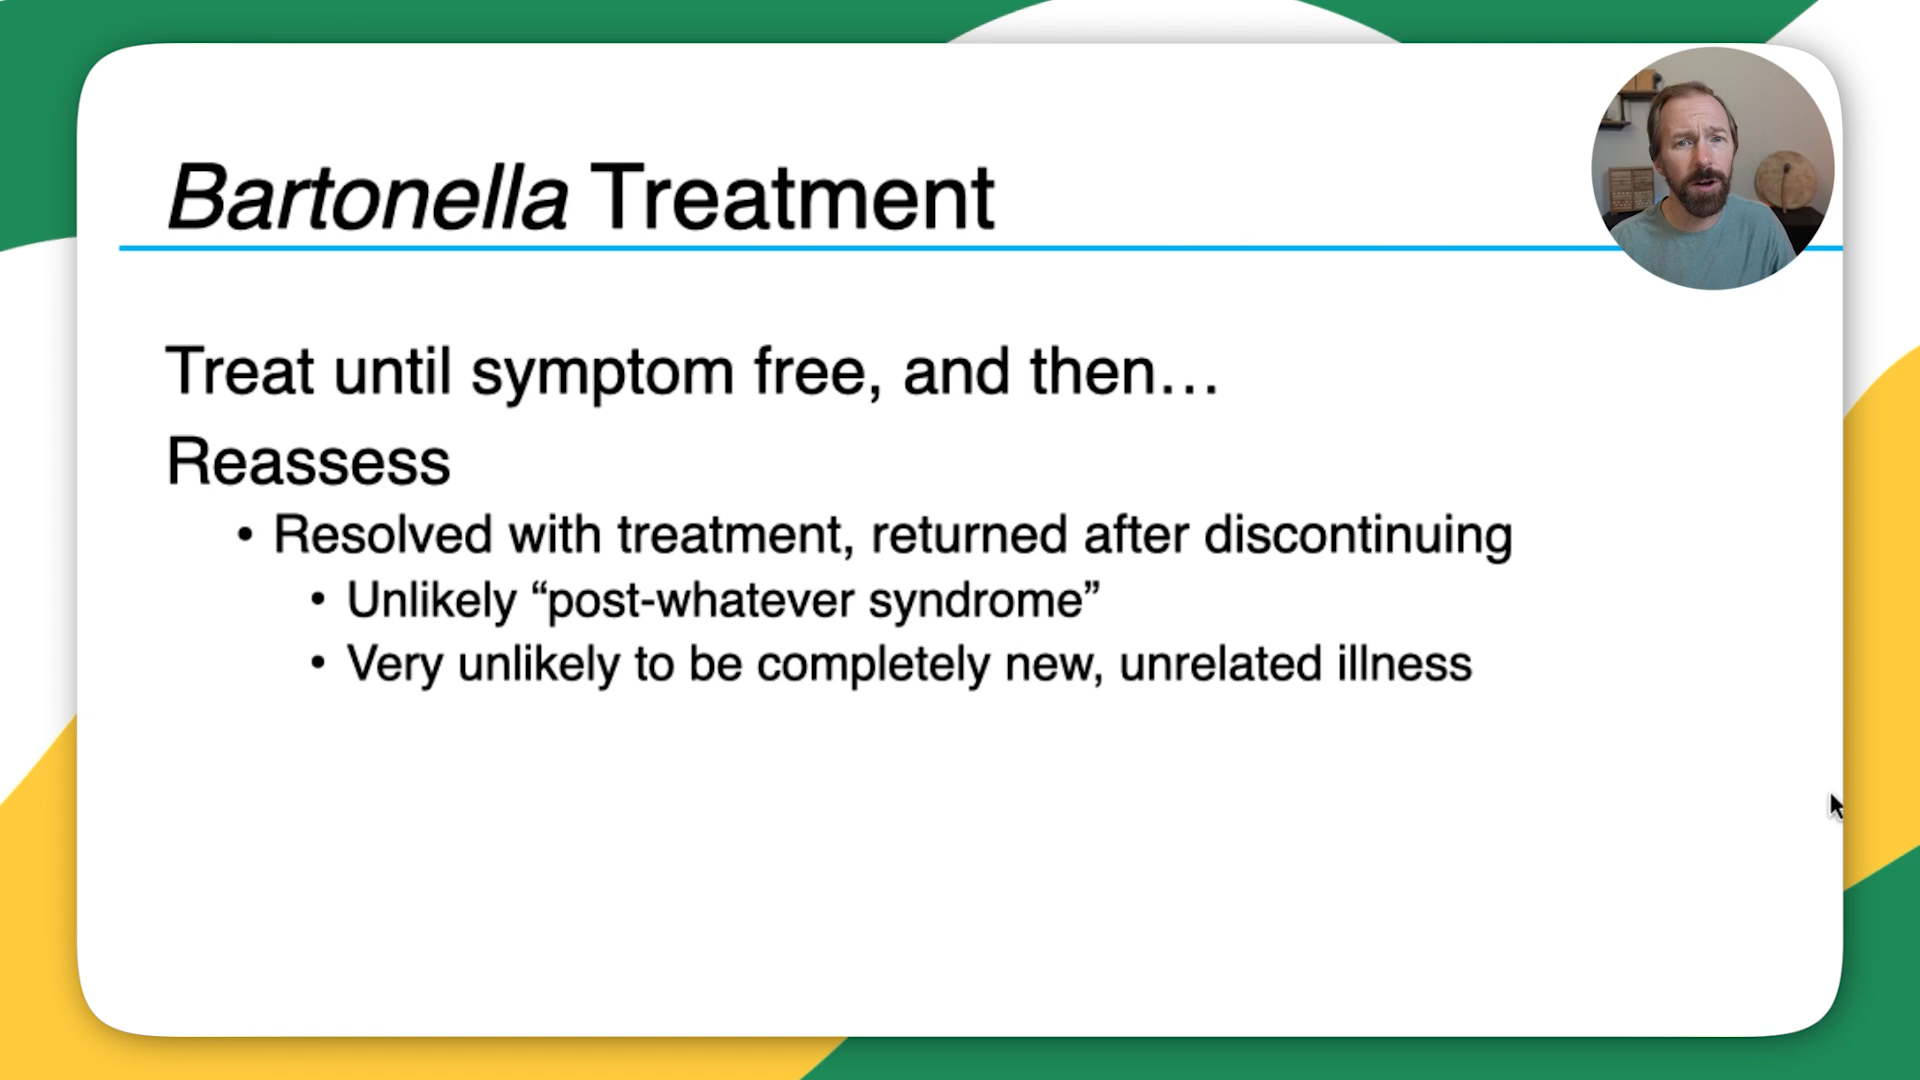 Bartonella Treatment
Treat until symptom free, and then…
Reassess
• Resolved with treatment, returned after discontinuing
• Unlikely “post-whatever syndrome”
• Very unlikely to be completely new, unrelated illness